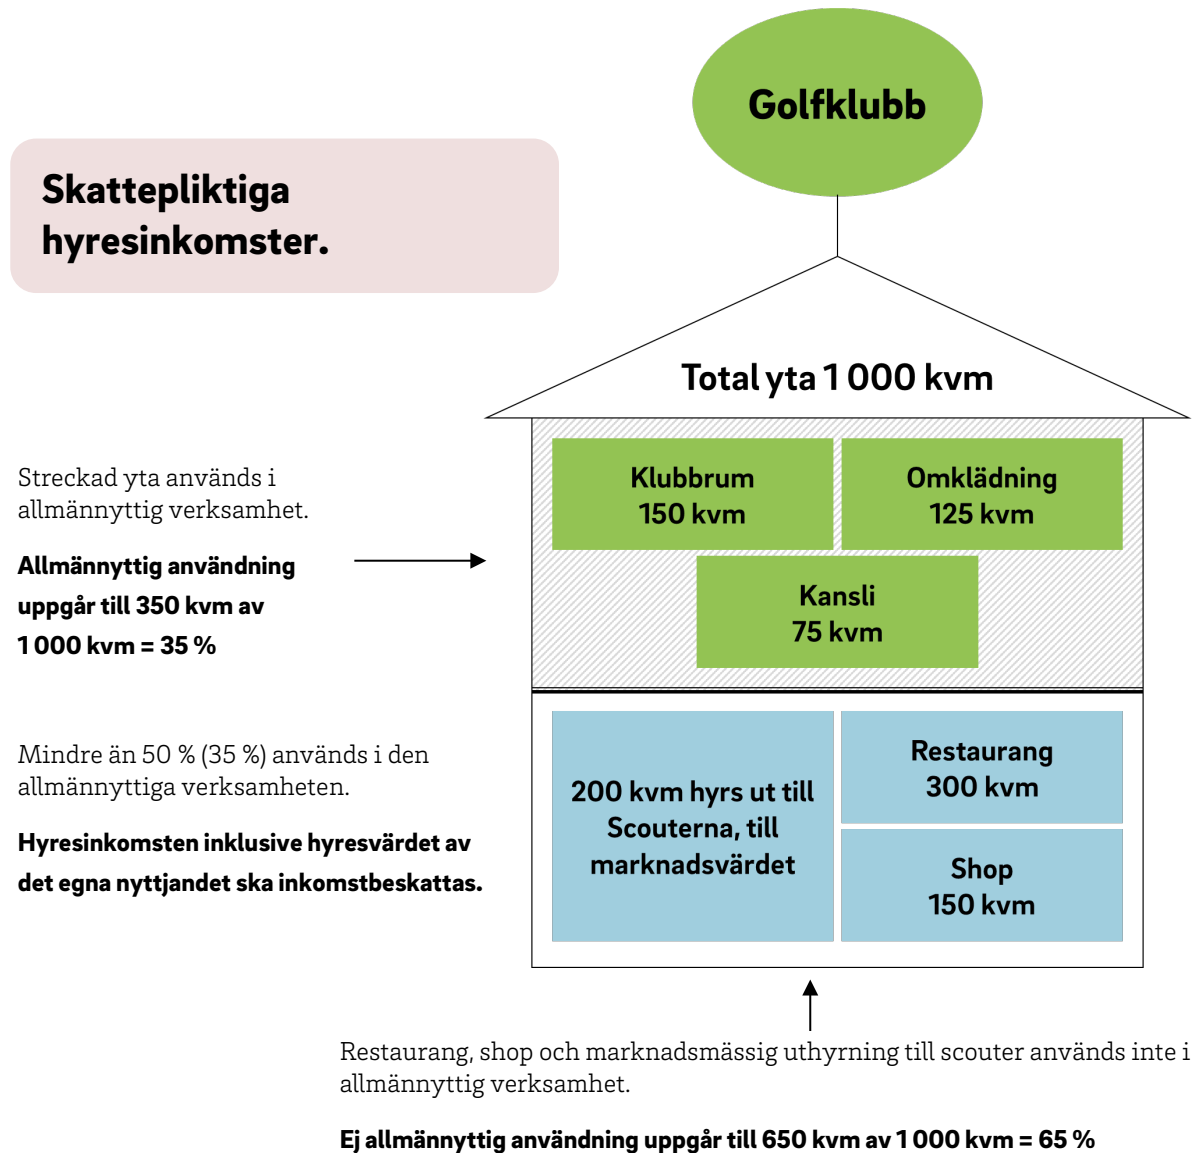 Golfklubb
Skattepliktiga
hyresinkomster.
Total yta 1 000 kvm
Streckad yta används i
allmännyttig verksamhet.
Allmännyttig användning
uppgår till 350 kvm av
1 000 kvm = 35 %
Klubbrum
150 kvm
Omklädning
125 kvm
Kansli
75 kvm
Mindre än 50 % (35 %) används i den
allmännyttiga verksamheten.
Hyresinkomsten inklusive hyresvärdet av
det egna nyttjandet ska inkomstbeskattas.
200 kvm hyrs ut till
Scouterna, till
marknadsvärdet
Restaurang
300 kvm
Shop
150 kvm
Restaurang, shop och marknadsmässig uthyrning till scouter används inte i
allmännyttig verksamhet.
Ej allmännyttig användning uppgår till 650 kvm av 1 000 kvm = 65 %